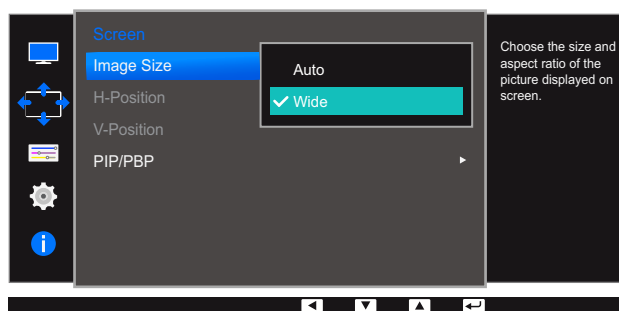 Screen
Image Size
Auto
Wide
H-Position
V-Position
PIP/PBP
Choose the size and
aspect ratio of the
picture displayed on
screen.